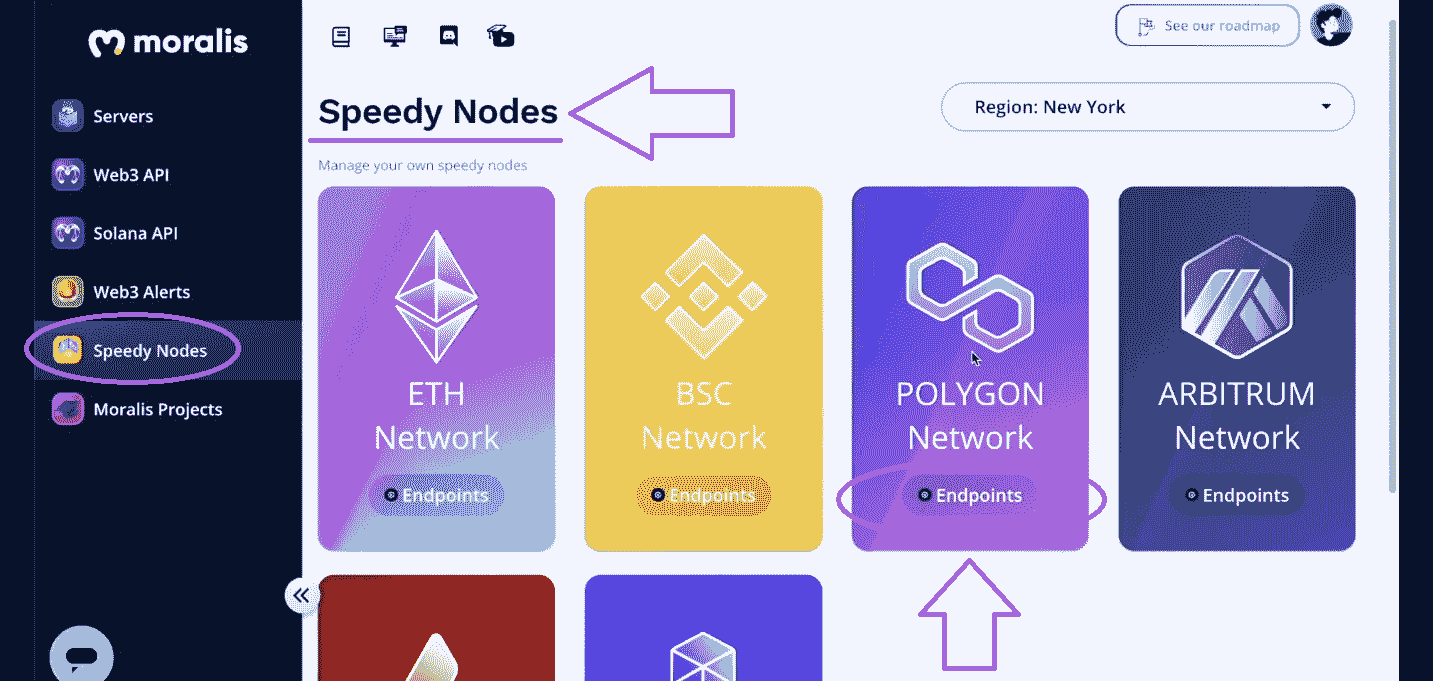 moralis
Servers
Web3 API
Solana API
Web3 Alerts
Speedy Nodes
Moralis Projects
See our roadmap
Speedy Nodes
Region: New York
Manage your own speedy nodes
ETH
Network
Endpoints
BSC
Network
Endpoints
POLYGON
Network
Endpoints
ARBITRUM
Network
Endpoints